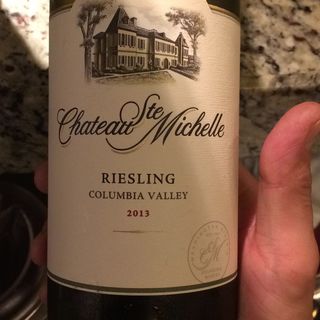 Chateau Ste Michelle
RIESLING
COLUMBIA VALLEY
2013